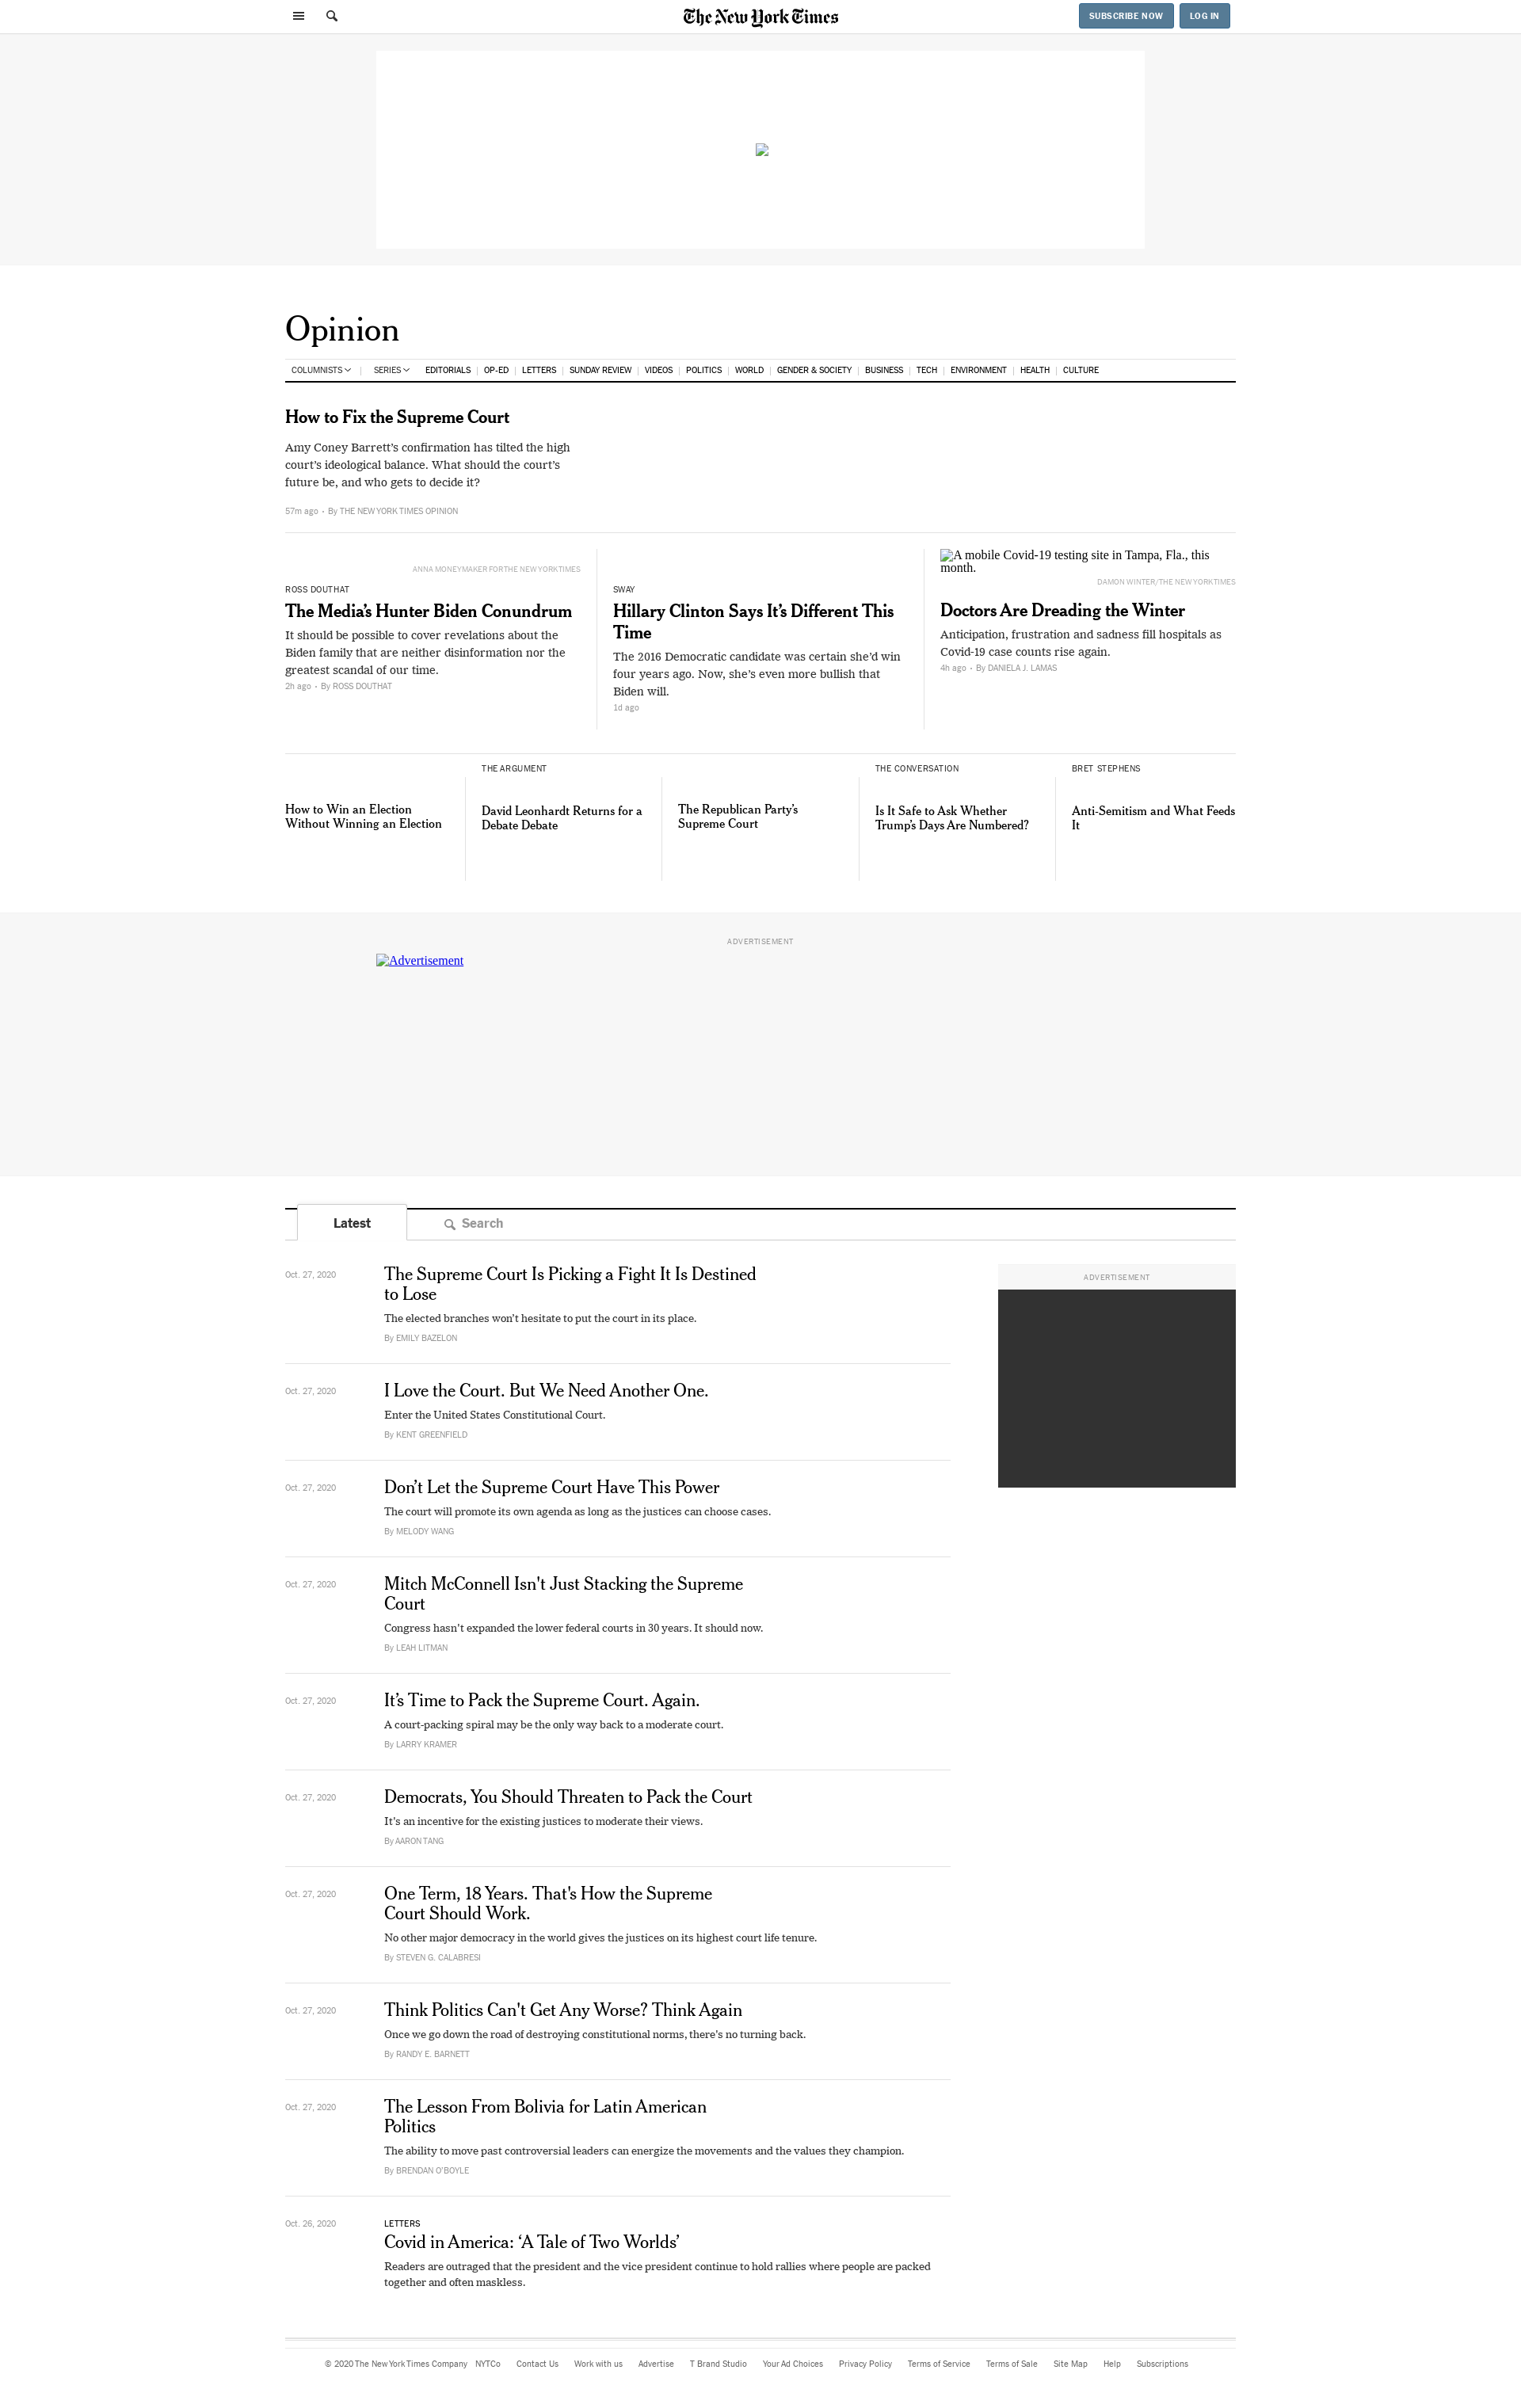 The New York Times
SUBSCRIBE NOW
LOG IN
Opinion
COLUMNISTS
SERIES
EDITORIALS
OP-ED
LETTERS
SUNDAY REVIEW
VIDEOS
POLITICS
WORLD
GENDER & SOCIETY
BUSINESS
TECH
ENVIRONMENT
HEALTH
CULTURE
How to Fix the Supreme Court
Amy Coney Barrett’s confirmation has tilted the high
court’s ideological balance. What should the court’s
future be, and who gets to decide it?
57m ago • By THE NEW YORK TIMES OPINION
ANNA MONEYMAKER FOR THE NEW YORK TIMES
ROSS DOUTHAT
The Media’s Hunter Biden Conundrum
It should be possible to cover revelations about the
Biden family that are neither disinformation nor the
greatest scandal of our time.
2h ago • By ROSS DOUTHAT
SWAY
Hillary Clinton Says It’s Different This
Time
The 2016 Democratic candidate was certain she’d win
four years ago. Now, she’s even more bullish that
Biden will.
1d ago
A mobile Covid-19 testing site in Tampa, Fla., this
month.
DAMON WINTER/THE NEW YORK TIMES
Doctors Are Dreading the Winter
Anticipation, frustration and sadness fill hospitals as
Covid-19 case counts rise again.
4h ago • By DANIELA J. LAMAS
How to Win an Election
Without Winning an Election
THE ARGUMENT
David Leonhardt Returns for a
Debate Debate
The Republican Party’s
Supreme Court
THE CONVERSATION
Is It Safe to Ask Whether
Trump’s Days Are Numbered?
BRET STEPHENS
Anti-Semitism and What Feeds
It
ADVERTISEMENT
Advertisement
Latest
Search
ADVERTISEMENT
Oct. 27, 2020
The Supreme Court Is Picking a Fight It Is Destined
to Lose
The elected branches won’t hesitate to put the court in its place.
By EMILY BAZELON
Oct. 27, 2020
I Love the Court. But We Need Another One.
Enter the United States Constitutional Court.
By KENT GREENFIELD
Oct. 27, 2020
Don’t Let the Supreme Court Have This Power
The court will promote its own agenda as long as the justices can choose cases.
By MELODY WANG
Oct. 27, 2020
Mitch McConnell Isn't Just Stacking the Supreme
Court
Congress hasn't expanded the lower federal courts in 30 years. It should now.
By LEAH LITMAN
Oct. 27, 2020
It’s Time to Pack the Supreme Court. Again.
A court-packing spiral may be the only way back to a moderate court.
By LARRY KRAMER
Oct. 27, 2020
Democrats, You Should Threaten to Pack the Court
It's an incentive for the existing justices to moderate their views.
By AARON TANG
Oct. 27, 2020
One Term, 18 Years. That's How the Supreme
Court Should Work.
No other major democracy in the world gives the justices on its highest court life tenure.
By STEVEN G. CALABRESI
Oct. 27, 2020
Think Politics Can't Get Any Worse? Think Again
Once we go down the road of destroying constitutional norms, there's no turning back.
By RANDY E. BARNETT
Oct. 27, 2020
The Lesson From Bolivia for Latin American
Politics
The ability to move past controversial leaders can energize the movements and the values they champion.
By BRENDAN O’BOYLE
Oct. 26, 2020
LETTERS
Covid in America: ‘A Tale of Two Worlds’
Readers are outraged that the president and the vice president continue to hold rallies where people are packed
together and often maskless.
© 2020 The New York Times Company
NYTCo
Contact Us
Work with us
Advertise
T Brand Studio
Your Ad Choices
Privacy Policy
Terms of Service
Terms of Sale
Site Map
Help
Subscriptions